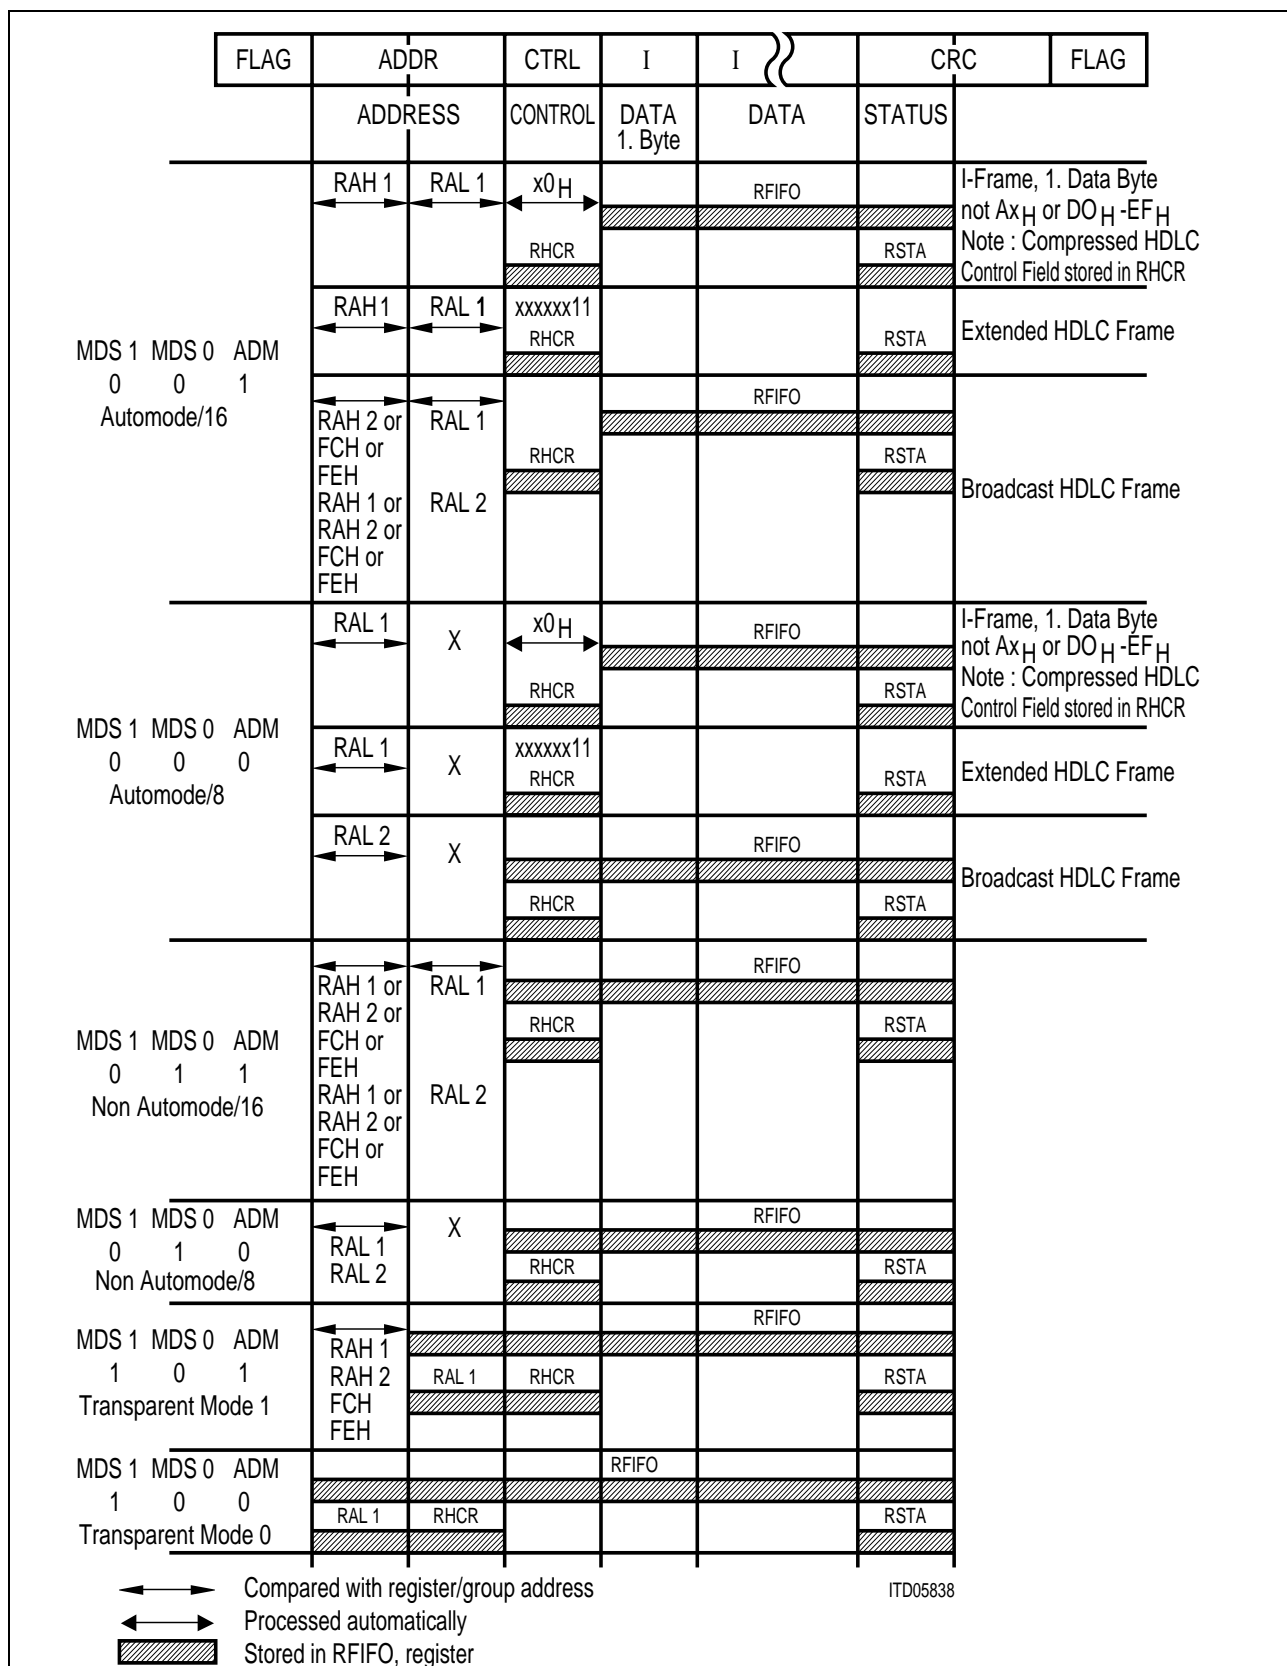 FLAG ADDR CTRL I I CRC FLAG
ADDRESS CONTROL DATA 1. Byte DATA STATUS
MDS 1 MDS 0 ADM
0 0 1
Automode/16
RAH 1 RAL 1 x0H RFIFO
RHCR RSTA
I-Frame, 1. Data Byte
not AxH or DOH-EFH
Note : Compressed HDLC
Control Field stored in RHCR
RAH1 RAL 1 xxxxxx11
RHCR RSTA
Extended HDLC Frame
RFIFO
RAH 2 or RAL 1
FCH or RHCR RSTA
FEH
RAH 1 or RAL 2
RAH 2 or
FCH or
FEH
Broadcast HDLC Frame
MDS 1 MDS 0 ADM
0 0 0
Automode/8
RAL 1 X x0H RFIFO
RHCR RSTA
I-Frame, 1. Data Byte
not AxH or DOH-EFH
Note : Compressed HDLC
Control Field stored in RHCR
RAL 1 X xxxxxx11
RHCR RSTA
Extended HDLC Frame
RAL 2 X RFIFO
RHCR RSTA
Broadcast HDLC Frame
MDS 1 MDS 0 ADM
0 1 1
Non Automode/16
RFIFO
RAH 1 or RAL 1
RAH 2 or RHCR RSTA
FCH or
FEH
RAH 1 or RAL 2
RAH 2 or
FCH or
FEH
MDS 1 MDS 0 ADM
0 1 0
Non Automode/8
X RFIFO
RAL 1
RAL 2 RHCR RSTA
MDS 1 MDS 0 ADM
1 0 1
Transparent Mode 1
RFIFO
RAH 1
RAH 2 RAL 1 RHCR RSTA
FCH
FEH
MDS 1 MDS 0 ADM
1 0 0
Transparent Mode 0
RFIFO
RAL 1 RHCR RSTA
Compared with register/group address
ITD05838
Processed automatically
Stored in RFIFO, register